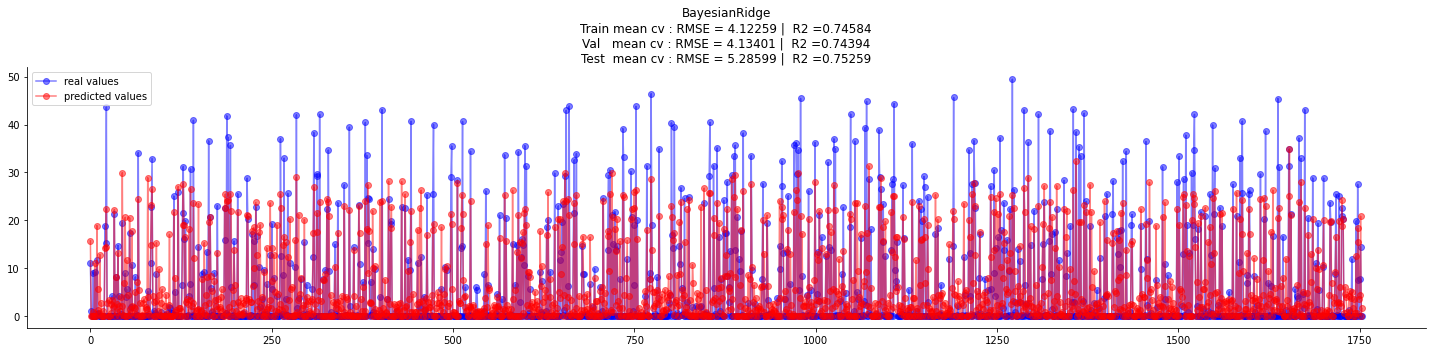 BayesianRidge
Train mean cv : RMSE = 4.12259 | R2 =0.74584
Val mean cv : RMSE = 4.13401 | R2 =0.74394
Test mean cv : RMSE = 5.28599 | R2 =0.75259
real values
predicted values
50
40
30
20
10
0
0 250 500 750 1000 1250 1500 1750